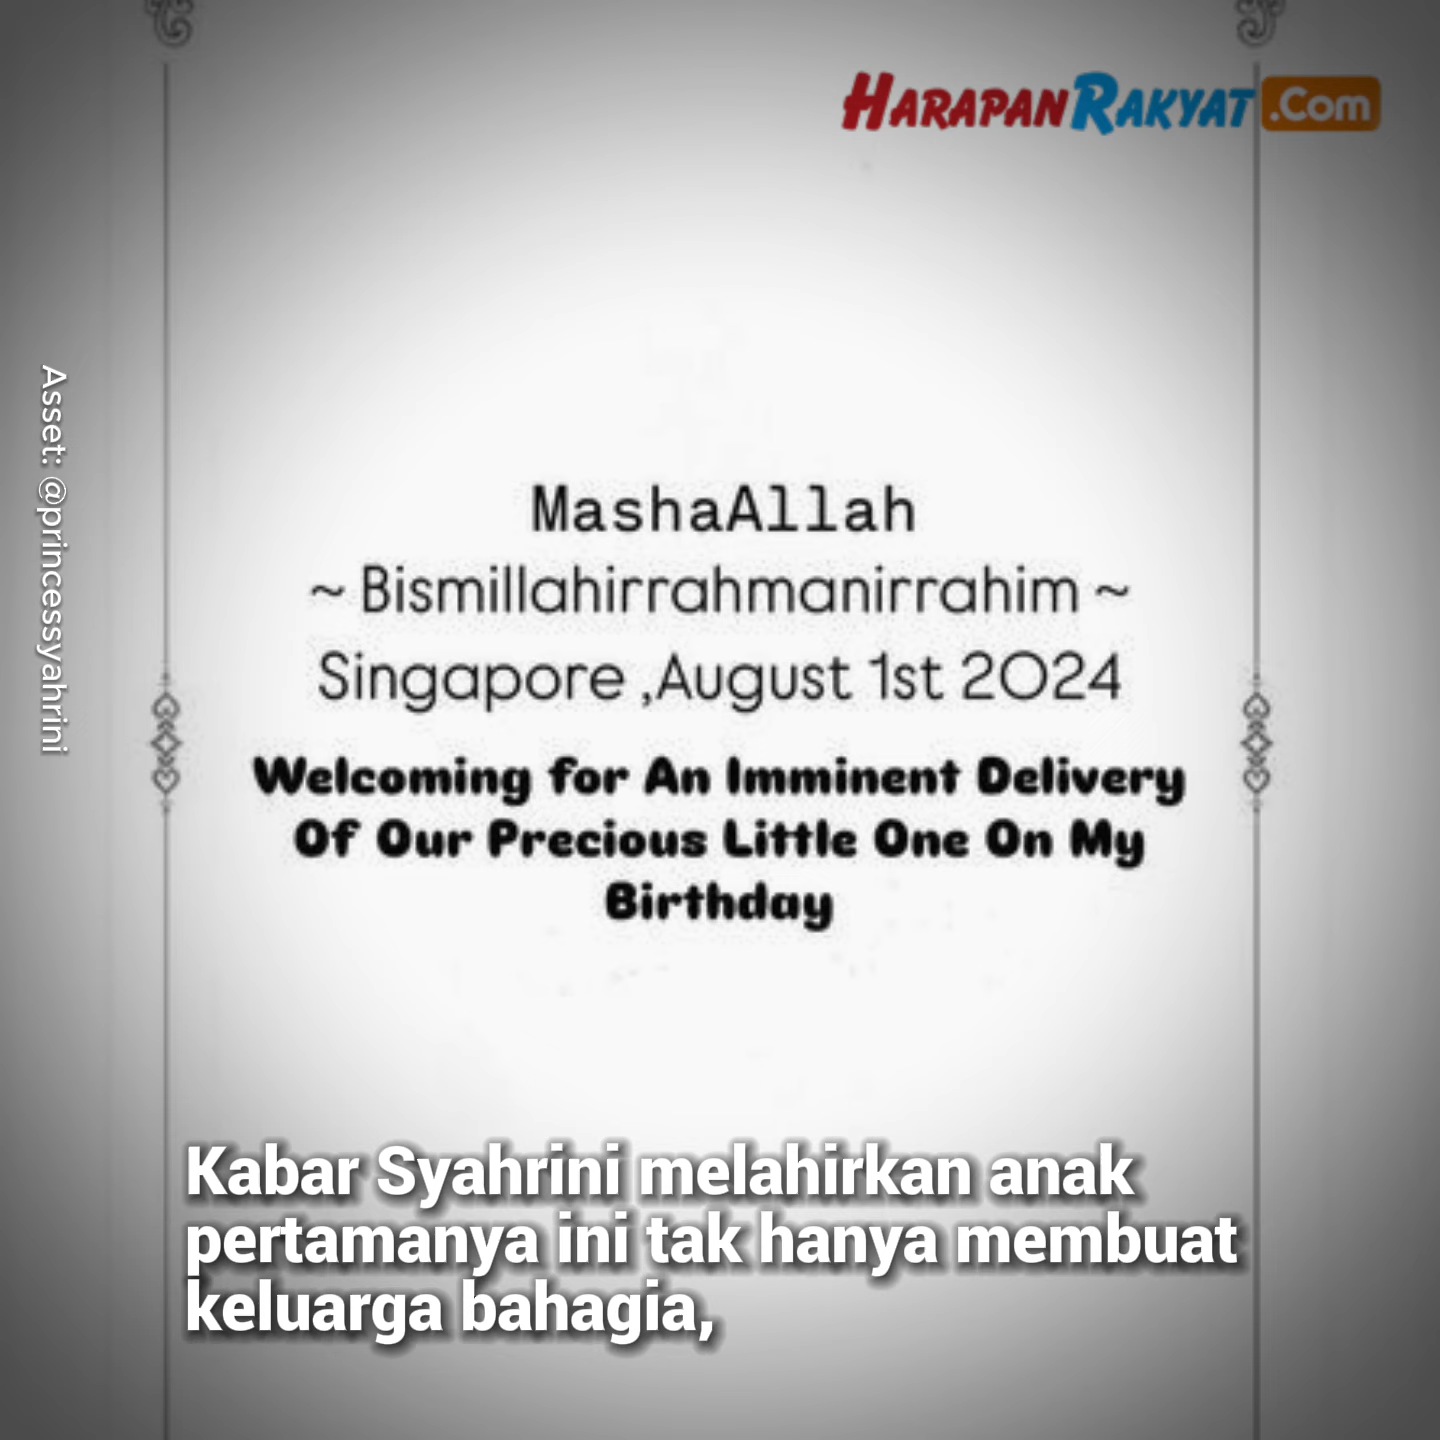 HARAPANRAKYAT.Com
Asset: @princessyahrini
MashaAllah
~ Bismillahirrahmanirrahim ~
Singapore ,August 1st 2024
Welcoming for An Imminent Delivery
Of Our Precious Little One On My
Birthday
Kabar Syahrini melahirkan anak
pertamanya ini tak hanya membuat
keluarga bahagia,